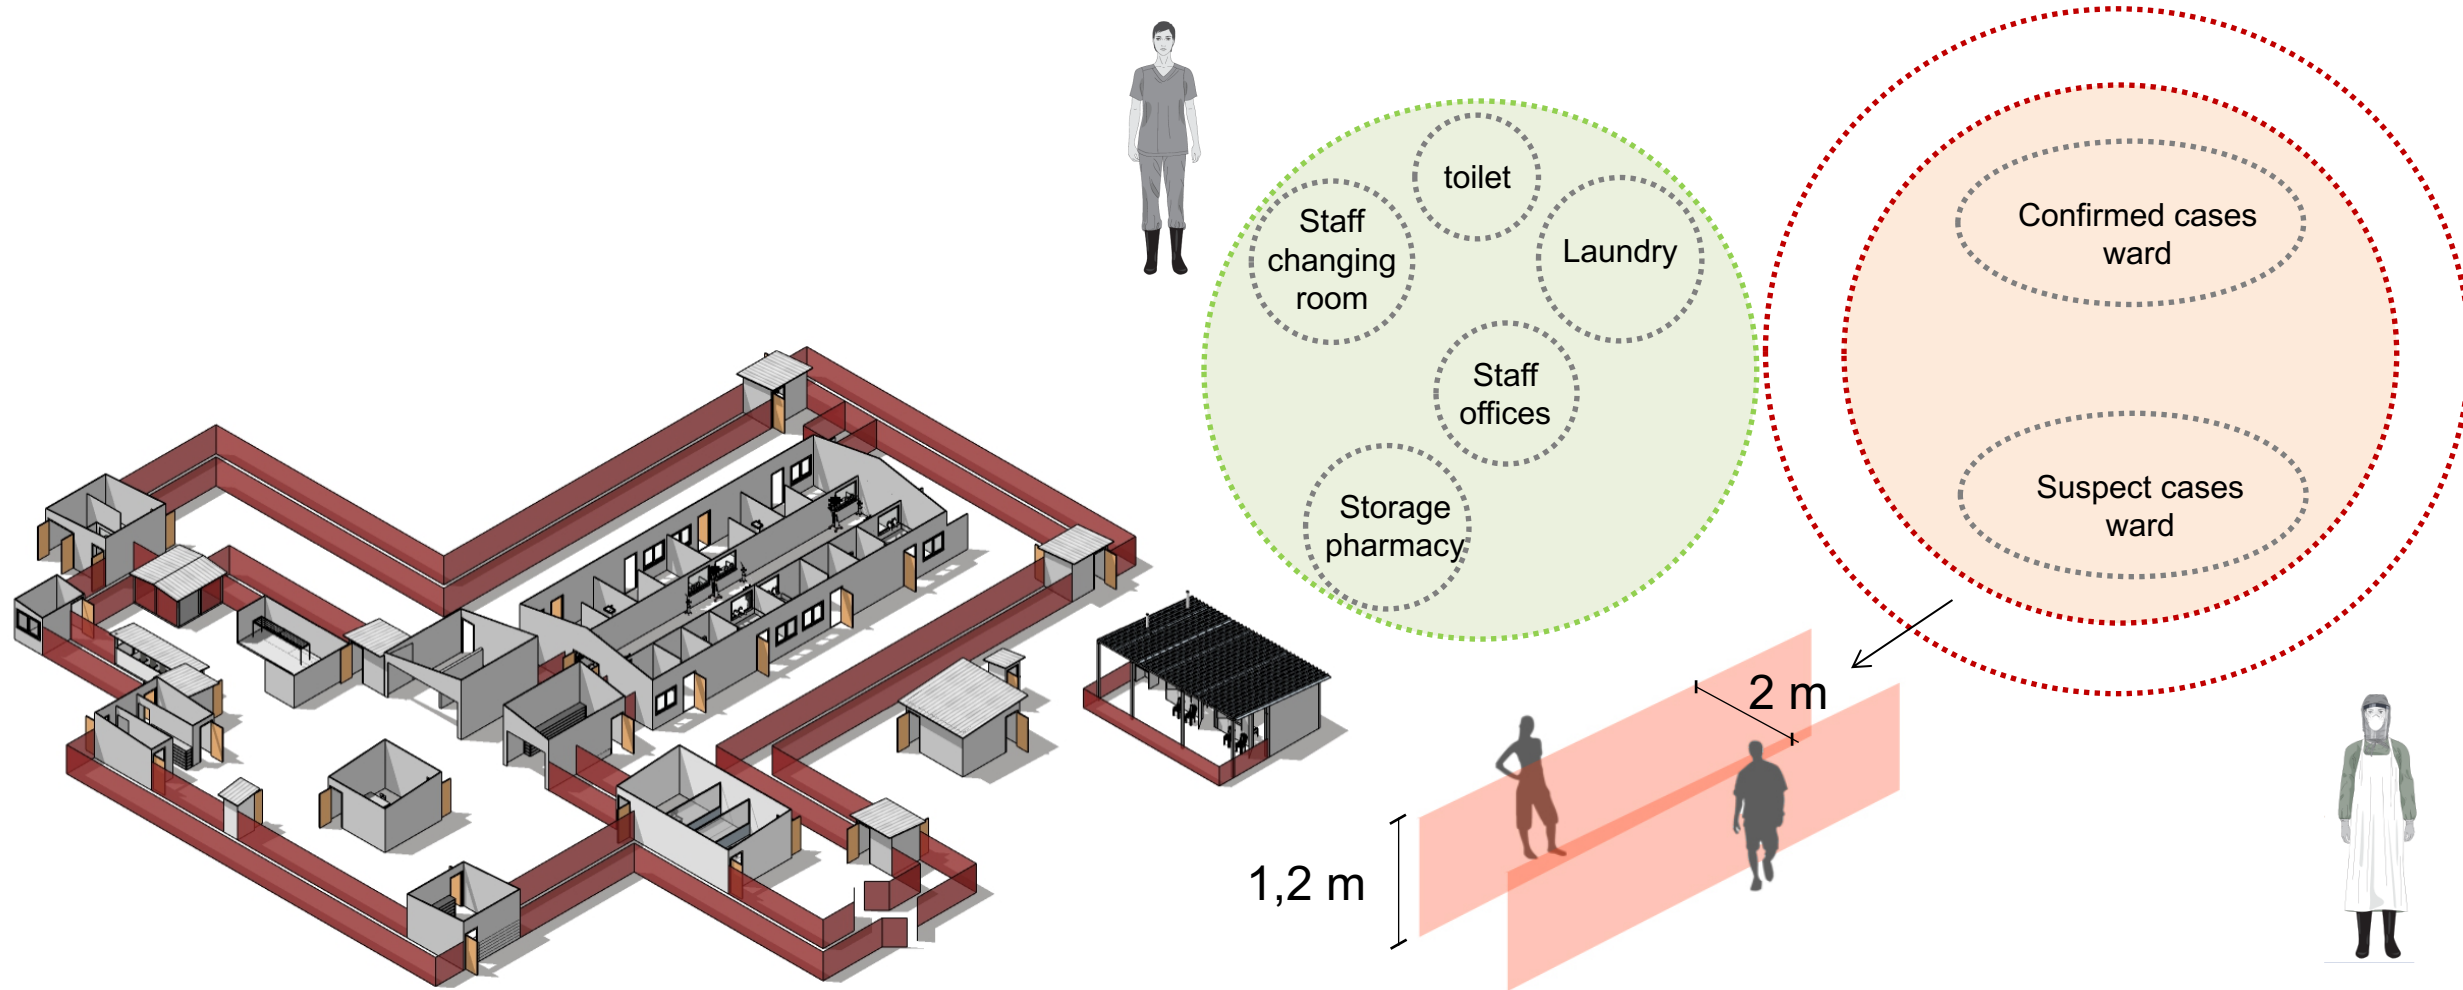 toilet
Staff
changing
room
Laundry
Staff
offices
Storage
pharmacy
Confirmed cases
ward
Suspect cases
ward
2 m
1,2 m